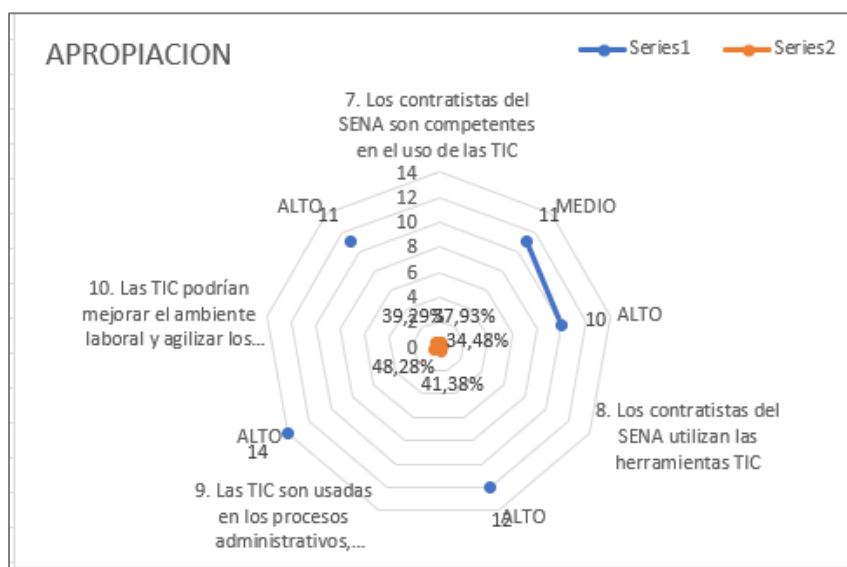 APROPIACION
Series1
Series2
7. Los contratistas del
SENA son competentes
en el uso de las TIC
14
12
10
8
6
4
2
0
ALTO
11
11
MEDIO
10
ALTO
10. Las TIC podrían
mejorar el ambiente
laboral y agilizar los...
39,29%
37,93%
34,48%
48,28%
41,38%
8. Los contratistas del
SENA utilizan las
herramientas TIC
ALTO
14
9. Las TIC son usadas
en los procesos
administrativos,...
12
ALTO